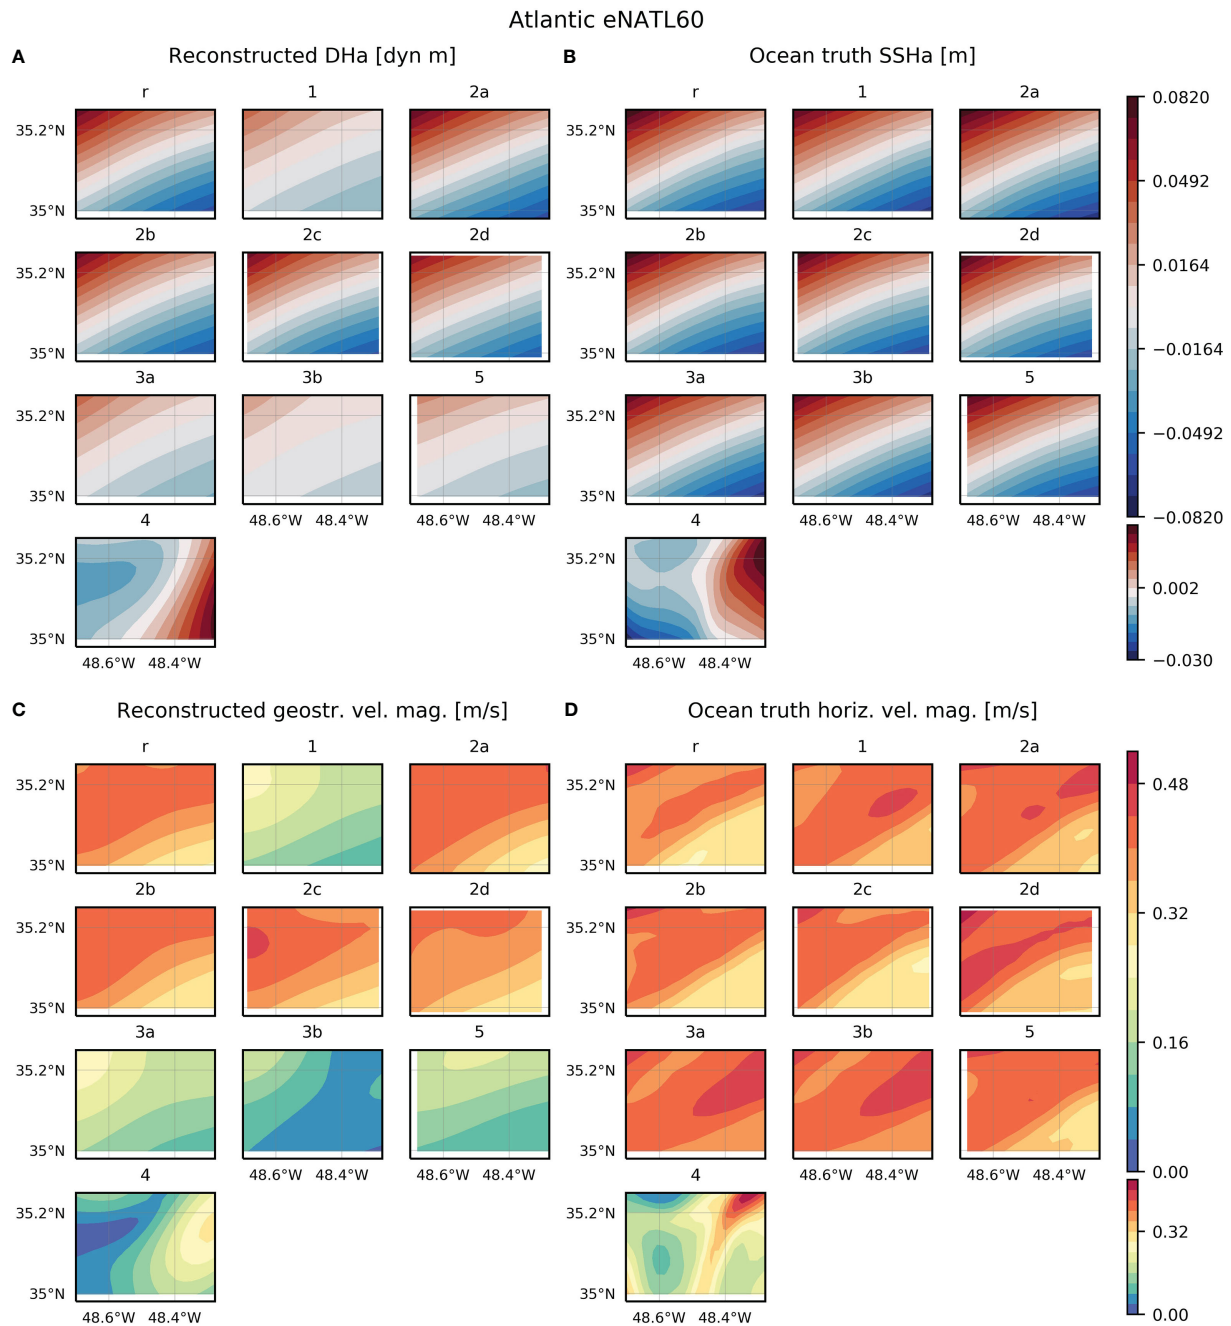 Atlantic eNATL60
A Reconstructed DHa [dyn m]
r 1 2a
35.2°N
35°N
2b 2c 2d
35.2°N
35°N
3a 3b 5
35.2°N
35°N
48.6°W 48.4°W 48.6°W 48.4°W
4
35.2°N
35°N
48.6°W 48.4°W
B Ocean truth SSHa [m]
r 1 2a
35.2°N
35°N
2b 2c 2d
35.2°N
35°N
3a 3b 5
35.2°N
35°N
48.6°W 48.4°W 48.6°W 48.4°W
4
35.2°N
35°N
48.6°W 48.4°W
0.0820
0.0492
0.0164
−0.0164
−0.0492
−0.0820
0.002
−0.030
C Reconstructed geostr. vel. mag. [m/s]
r 1 2a
35.2°N
35°N
2b 2c 2d
35.2°N
35°N
3a 3b 5
35.2°N
35°N
48.6°W 48.4°W 48.6°W 48.4°W
4
35.2°N
35°N
48.6°W 48.4°W
D Ocean truth horiz. vel. mag. [m/s]
r 1 2a
35.2°N
35°N
2b 2c 2d
35.2°N
35°N
3a 3b 5
35.2°N
35°N
48.6°W 48.4°W 48.6°W 48.4°W
4
35.2°N
35°N
48.6°W 48.4°W
0.48
0.32
0.16
0.00
0.32
0.00